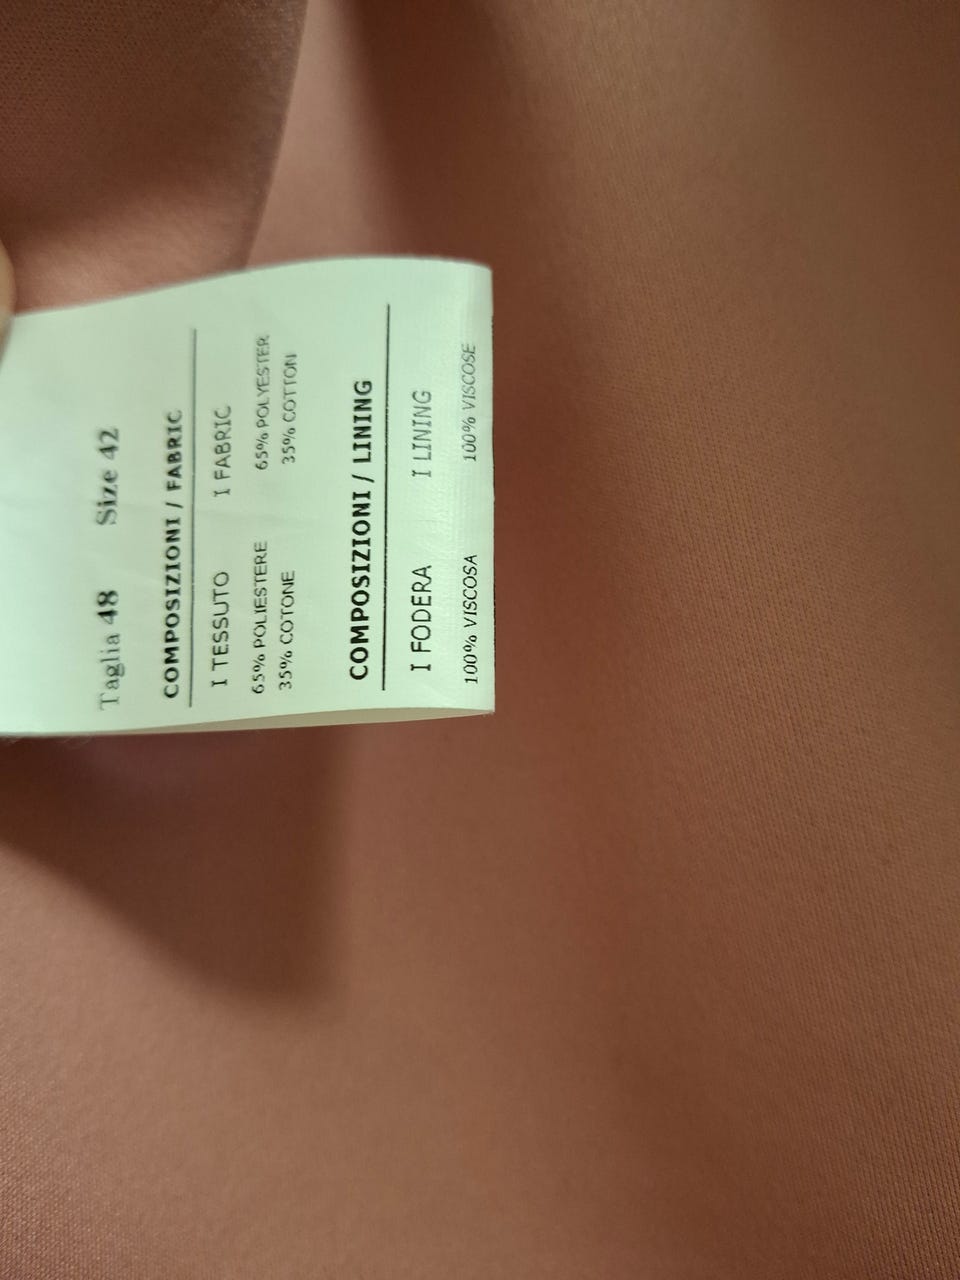 Taglia 48 Size 42
COMPOSIZIONI / FABRIC
I TESSUTO I FABRIC
65% POLIESTERE 65% POLYESTER
35% COTONE 35% COTTON
COMPOSIZIONI / LINING
I FODERA I LINING
100% VISCOSA 100% VISCOSE